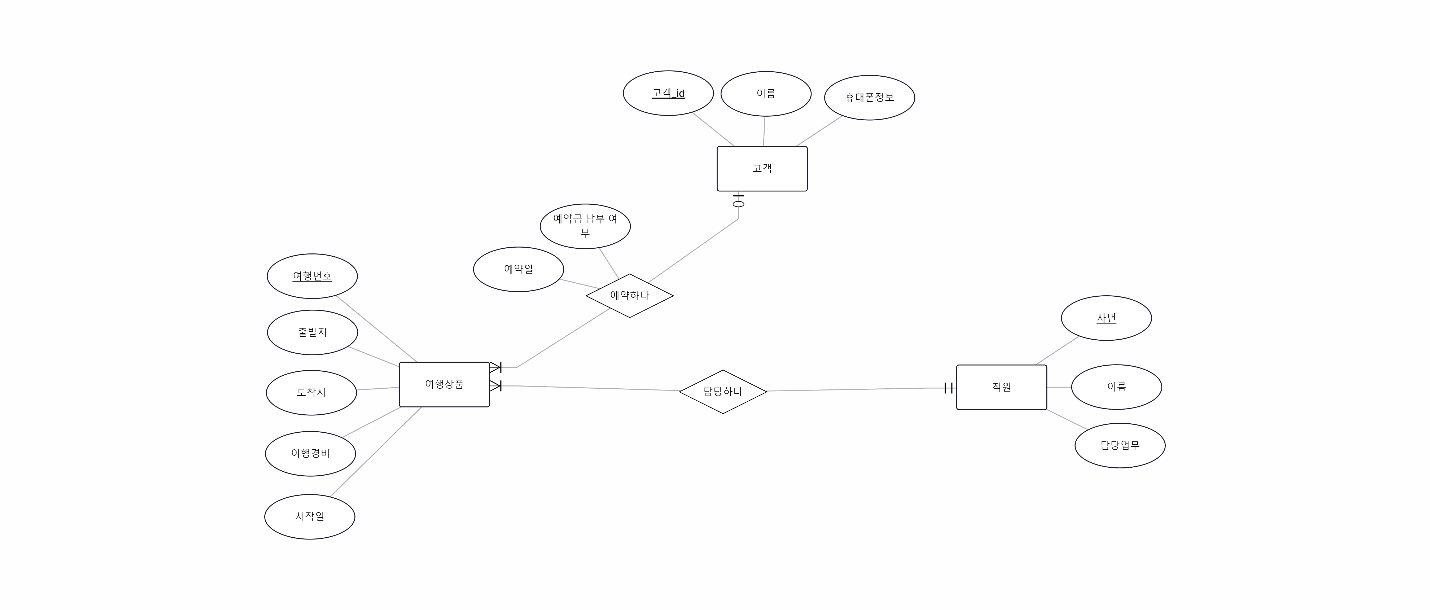 고객_id
이름
휴대폰정보
고객
예약금 납부 여
부
예약일
예약하다
여행번호
출발지
도착지
여행경비
시작일
여행상품
담당하다
직원
사번
이름
담당업무